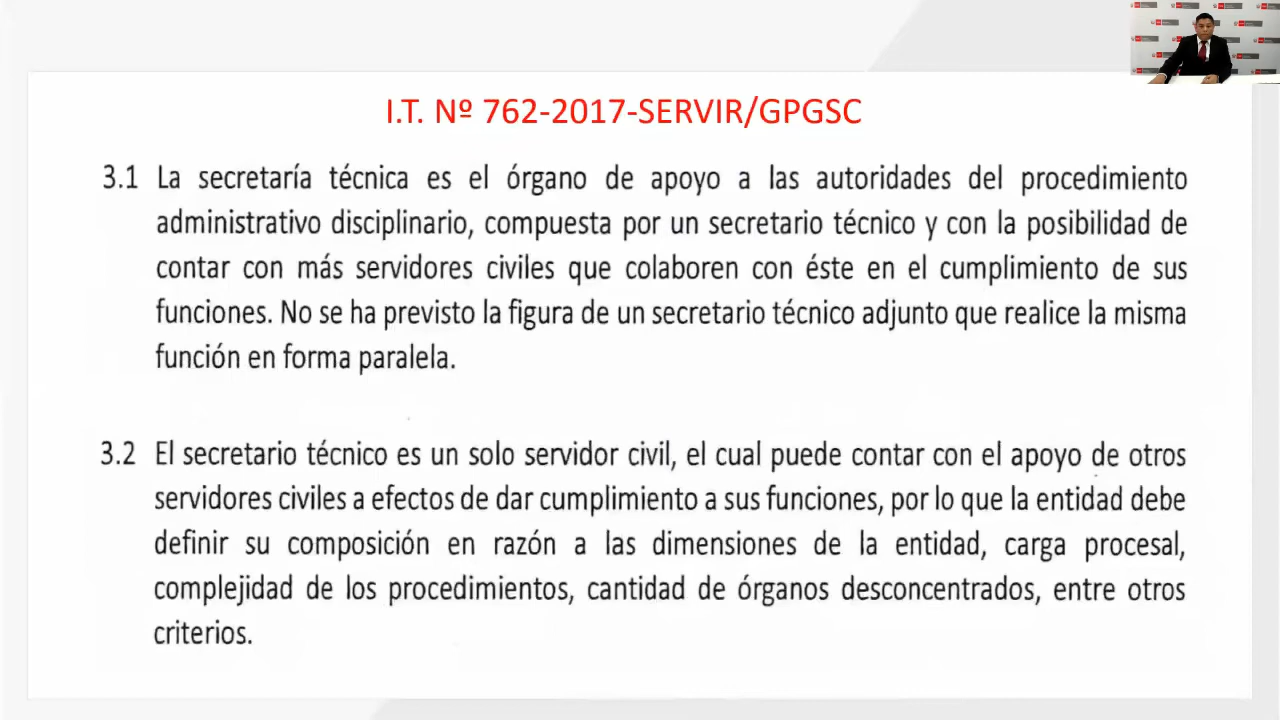 I.T. Nº 762-2017-SERVIR/GPGSC
3.1 La secretaría técnica es el órgano de apoyo a las autoridades del procedimiento
administrativo disciplinario, compuesta por un secretario técnico y con la posibilidad de
contar con más servidores civiles que colaboren con éste en el cumplimiento de sus
funciones. No se ha previsto la figura de un secretario técnico adjunto que realice la misma
función en forma paralela.
3.2 El secretario técnico es un solo servidor civil, el cual puede contar con el apoyo de otros
servidores civiles a efectos de dar cumplimiento a sus funciones, por lo que la entidad debe
definir su composición en razón a las dimensiones de la entidad, carga procesal,
complejidad de los procedimientos, cantidad de órganos desconcentrados, entre otros
criterios.